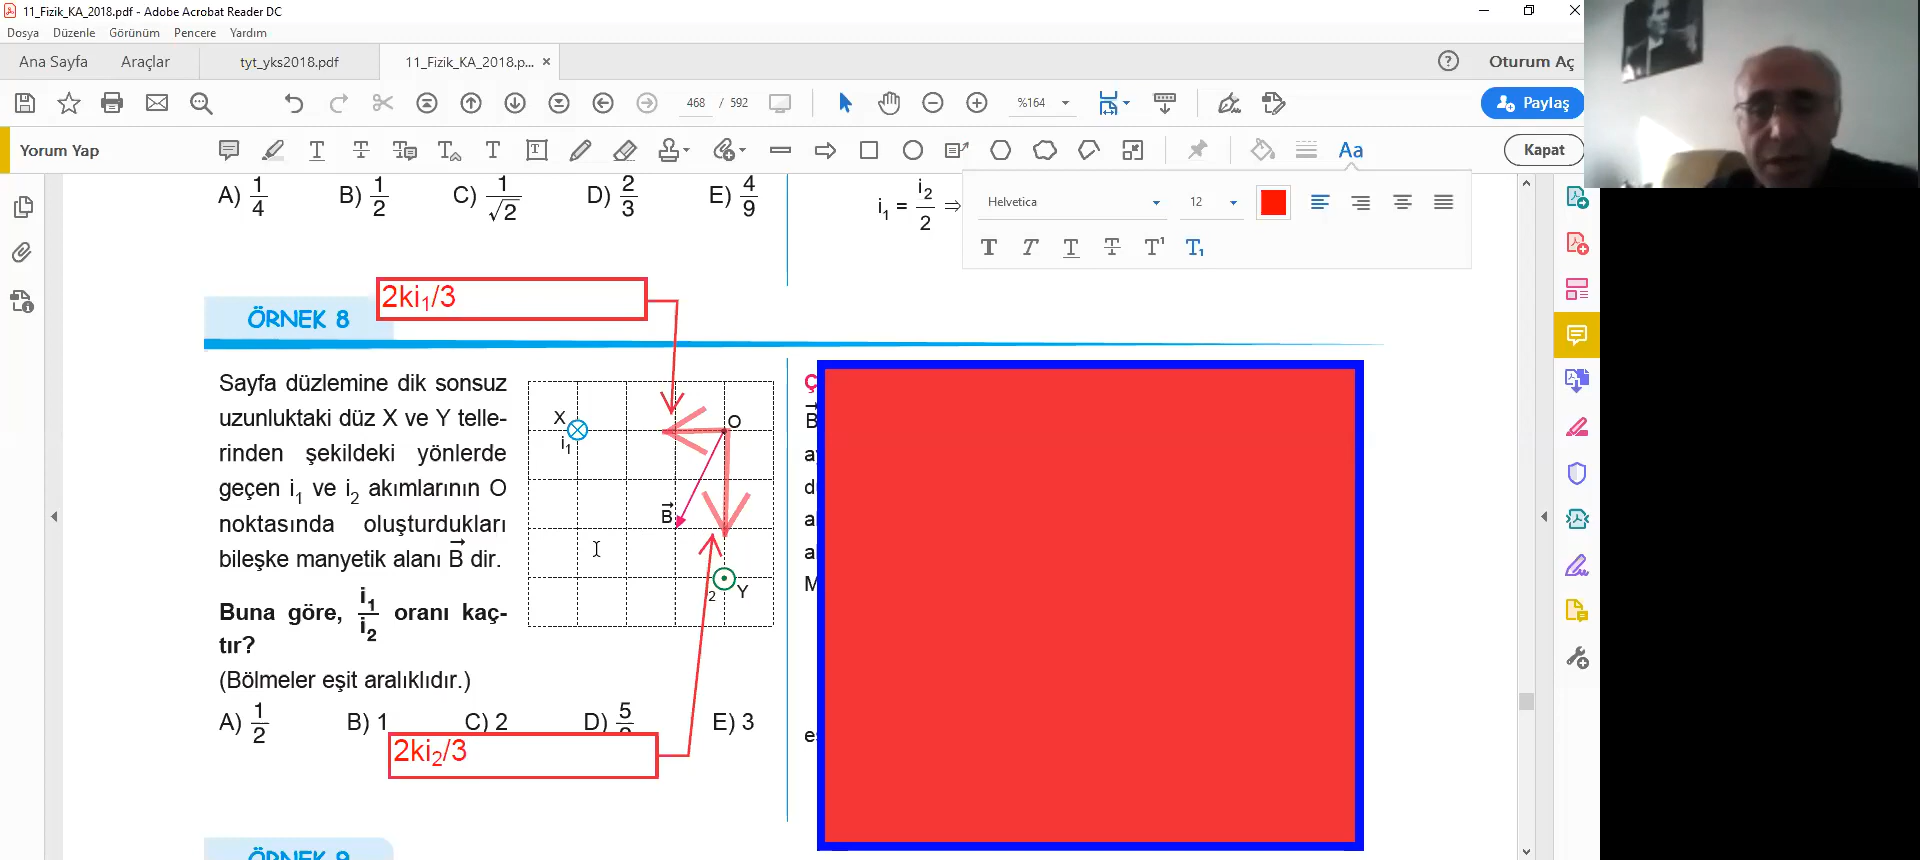 11_Fizik_KA_2018.pdf - Adobe Acrobat Reader DC
Dosya Düzenle Görünüm Pencere Yardım
Ana Sayfa Araçlar tyt_yks2018.pdf 11_Fizik_KA_2018.p... × Oturum Aç
468 / 592 %164 Paylaş
Yorum Yap Aa Kapat
Helvetica 12
A) 1/4 B) 1/2 C) 1/√2 D) 2/3 E) 4/9
i₁ = i₂/2 ⇒
2ki₁/3
ÖRNEK 8
Sayfa düzlemine dik sonsuz
uzunluktaki düz X ve Y telle-
rinden şekildeki yönlerde
geçen i₁ ve i₂ akımlarının O
noktasında oluşturdukları
bileşke manyetik alanı B⃗ dir.
Buna göre, i₁/i₂ oranı kaç-
tır?
(Bölmeler eşit aralıklıdır.)
A) 1/2 B) 1 C) 2 D) 5 E) 3
X
i₁
O
B⃗
2 Y
2ki₂/3
B⃗
M
ÖRNEK 9